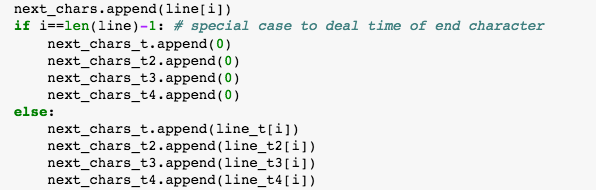 next_chars.append(line[i])
if i==len(line)-1: # special case to deal time of end character
    next_chars_t.append(0)
    next_chars_t2.append(0)
    next_chars_t3.append(0)
    next_chars_t4.append(0)
else:
    next_chars_t.append(line_t[i])
    next_chars_t2.append(line_t2[i])
    next_chars_t3.append(line_t3[i])
    next_chars_t4.append(line_t4[i])